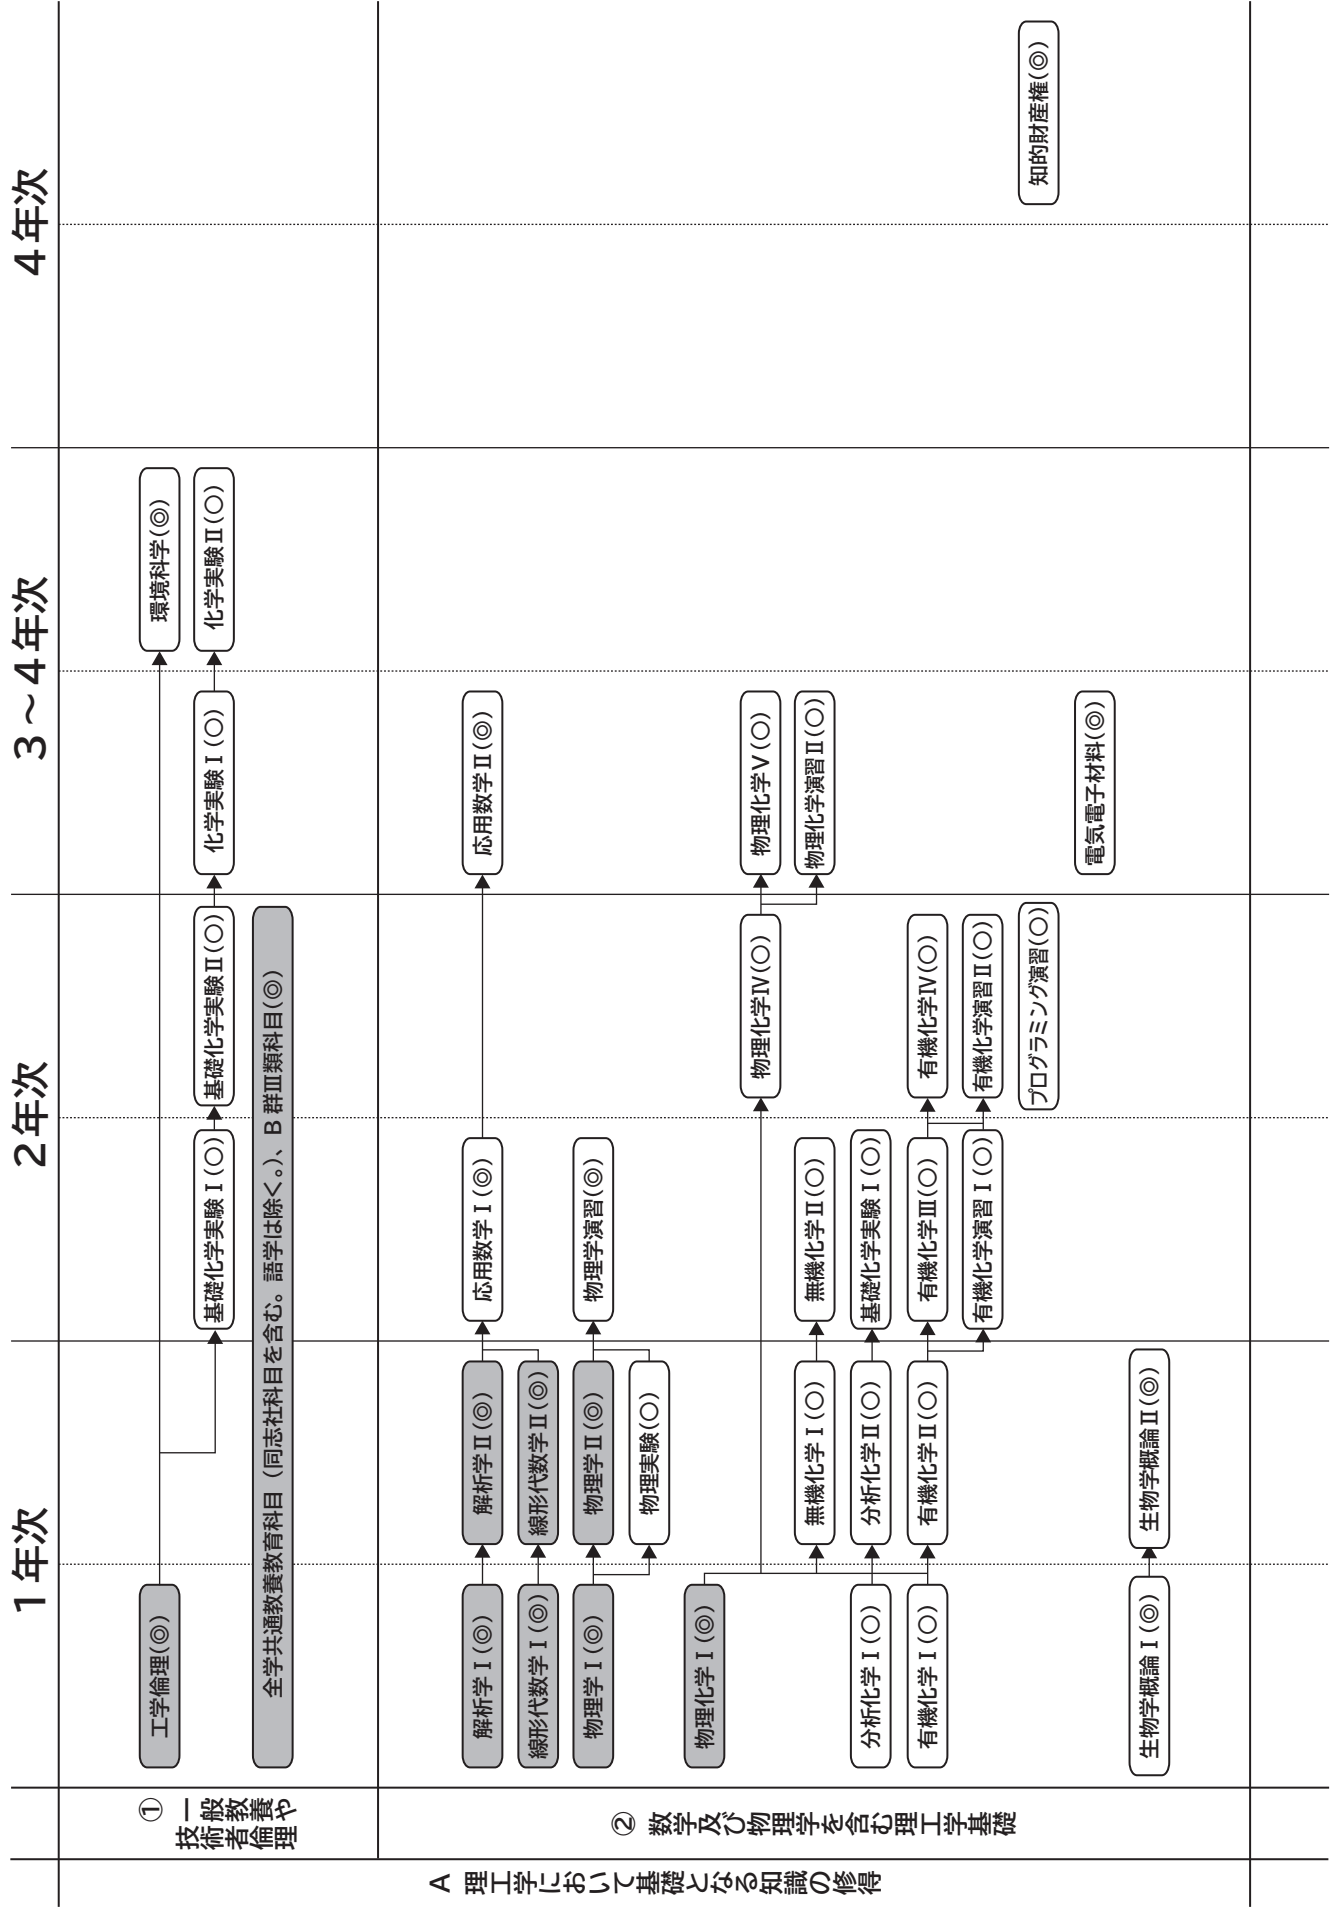 1年次
2年次
3～4年次
4年次
A 理工学において基礎となる知識の修得
① 一般教養や
技術者倫理
工学倫理(◎)
環境科学(◎)
基礎化学実験Ⅰ(○)
基礎化学実験Ⅱ(○)
化学実験Ⅰ(○)
化学実験Ⅱ(○)
全学共通教養教育科目（同志社科目を含む。語学は除く。）、B 群Ⅲ類科目(◎)
② 数学及び物理学を含む理工学基礎
解析学Ⅰ(◎)
解析学Ⅱ(◎)
応用数学Ⅰ(◎)
応用数学Ⅱ(◎)
線形代数学Ⅰ(◎)
線形代数学Ⅱ(◎)
物理学Ⅰ(◎)
物理学Ⅱ(◎)
物理学演習(◎)
物理実験(○)
物理化学Ⅰ(◎)
物理化学Ⅳ(○)
物理化学Ⅴ(○)
無機化学Ⅰ(○)
無機化学Ⅱ(○)
物理化学演習Ⅱ(○)
分析化学Ⅰ(○)
分析化学Ⅱ(○)
基礎化学実験Ⅰ(○)
有機化学Ⅰ(○)
有機化学Ⅱ(○)
有機化学Ⅲ(○)
有機化学Ⅳ(○)
有機化学演習Ⅰ(○)
有機化学演習Ⅱ(○)
プログラミング演習(○)
知的財産権(◎)
電気電子材料(◎)
生物学概論Ⅰ(◎)
生物学概論Ⅱ(◎)